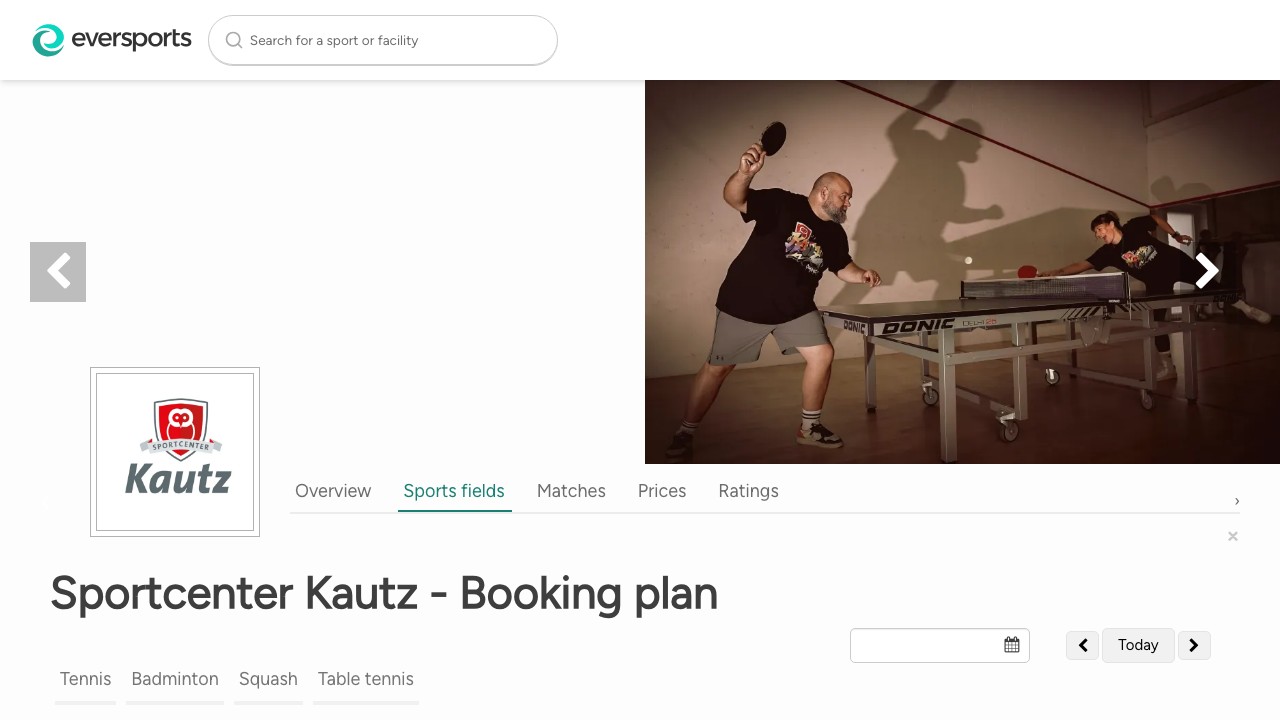 eversports
Search for a sport or facility
DONIC
DONIC
SPORTCENTER
Kautz
Overview
Sports fields
Matches
Prices
Ratings
Sportcenter Kautz - Booking plan
Today
Tennis
Badminton
Squash
Table tennis